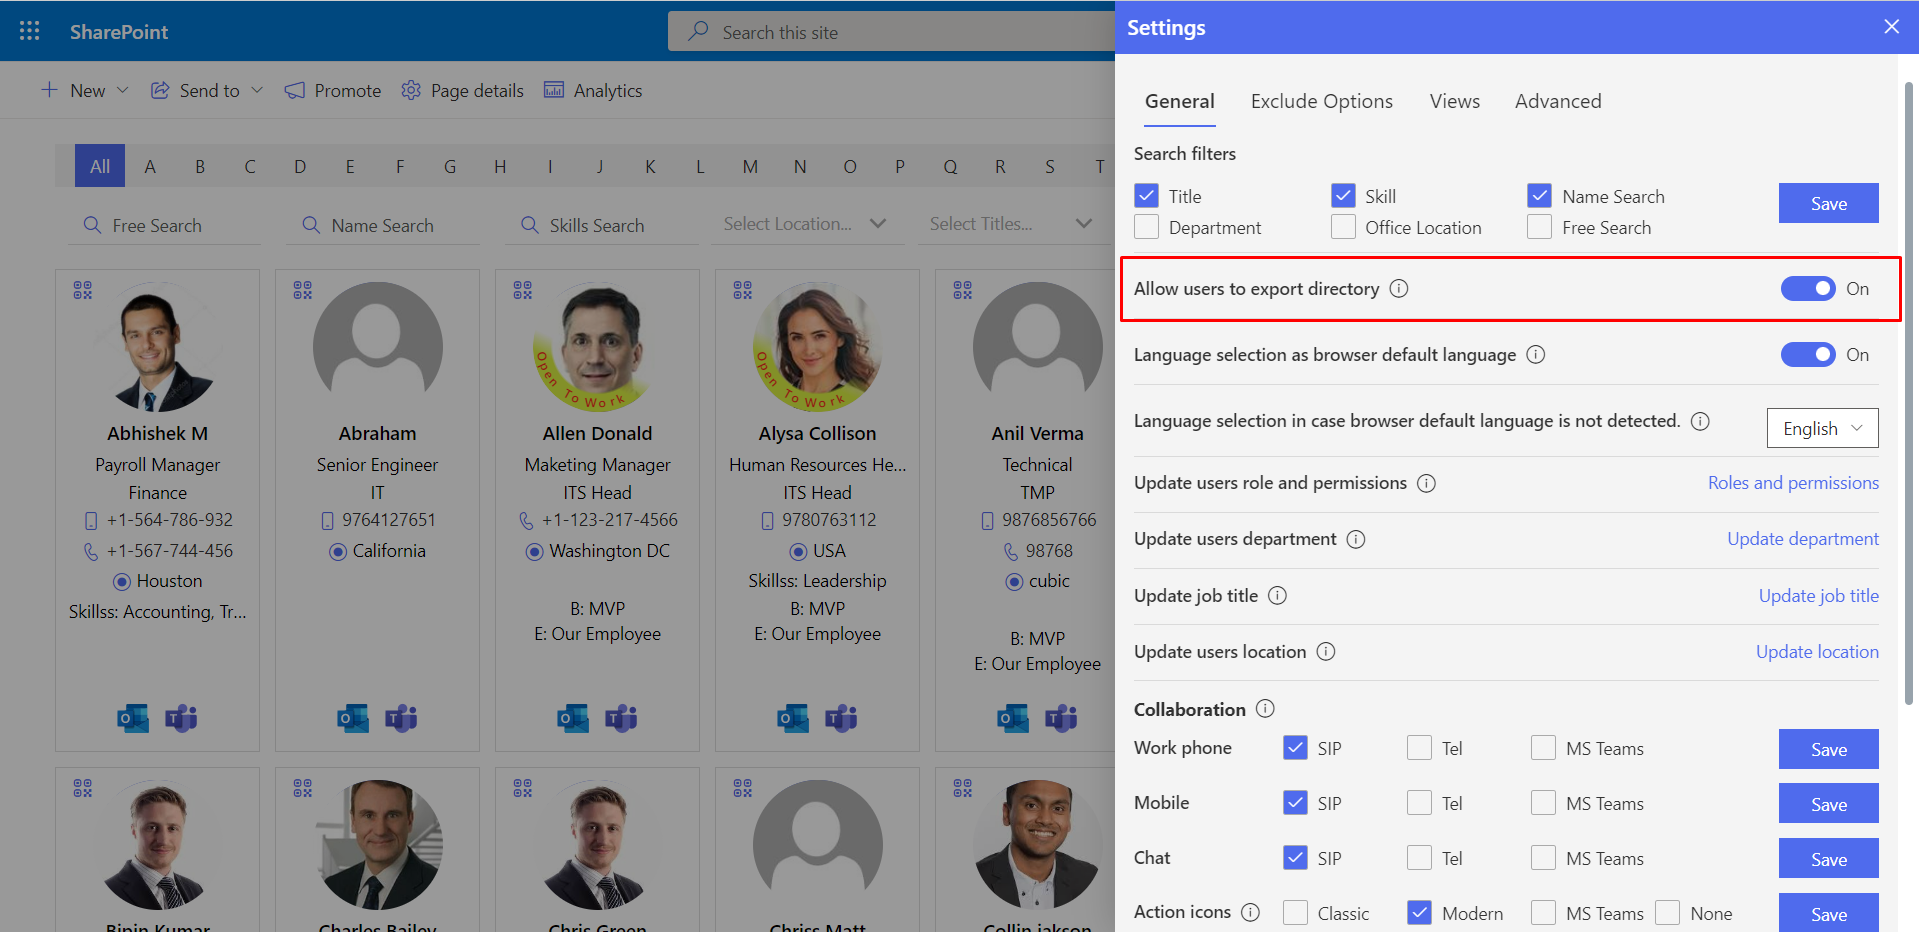 SharePoint
Search this site
New
Send to
Promote
Page details
Analytics
All A B C D E F G H I J K L M N O P Q R S T
Free Search
Name Search
Skills Search
Select Location...
Select Titles...
Abhishek M
Payroll Manager
Finance
+1-564-786-932
+1-567-744-456
Houston
Skillss: Accounting, Tr...
Abraham
Senior Engineer
IT
9764127651
California
Open To Work
Allen Donald
Maketing Manager
ITS Head
+1-123-217-4566
Washington DC
B: MVP
E: Our Employee
Open To Work
Alysa Collison
Human Resources He...
ITS Head
9780763112
USA
Skillss: Leadership
B: MVP
E: Our Employee
Anil Verma
Technical
TMP
9876856766
98768
cubic
B: MVP
E: Our Employee
Bipin Kumar
Charles Bailey
Chris Green
Chriss Matt
Collin jakson
Settings
General
Exclude Options
Views
Advanced
Search filters
Title
Skill
Name Search
Department
Office Location
Free Search
Save
Allow users to export directory
On
Language selection as browser default language
On
Language selection in case browser default language is not detected.
English
Update users role and permissions
Roles and permissions
Update users department
Update department
Update job title
Update job title
Update users location
Update location
Collaboration
Work phone
SIP
Tel
MS Teams
Save
Mobile
SIP
Tel
MS Teams
Save
Chat
SIP
Tel
MS Teams
Save
Action icons
Classic
Modern
MS Teams
None
Save